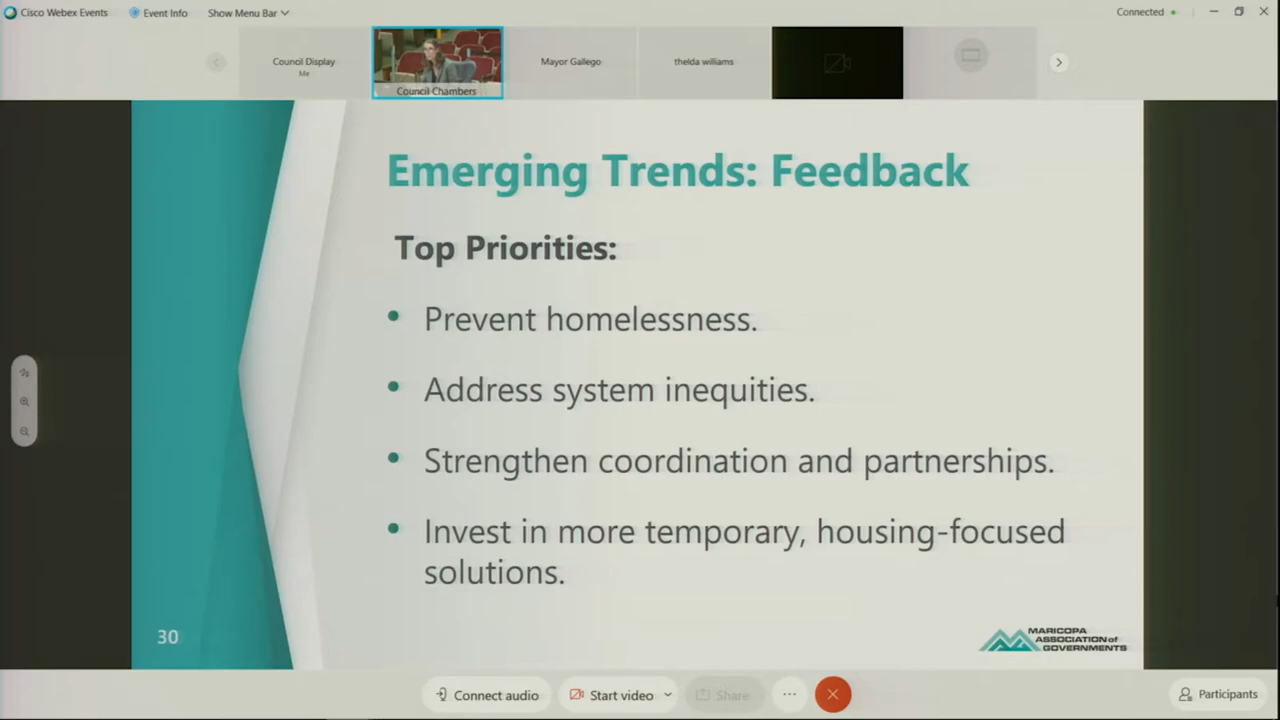 Cisco Webex Events
Event Info
Show Menu Bar
Connected
Council Display
Me
Council Chambers
Mayor Gallego
thelda williams
Emerging Trends: Feedback
Top Priorities:
• Prevent homelessness.
• Address system inequities.
• Strengthen coordination and partnerships.
• Invest in more temporary, housing-focused
solutions.
30
MARICOPA
ASSOCIATION of
GOVERNMENTS
Connect audio
Start video
Share
Participants